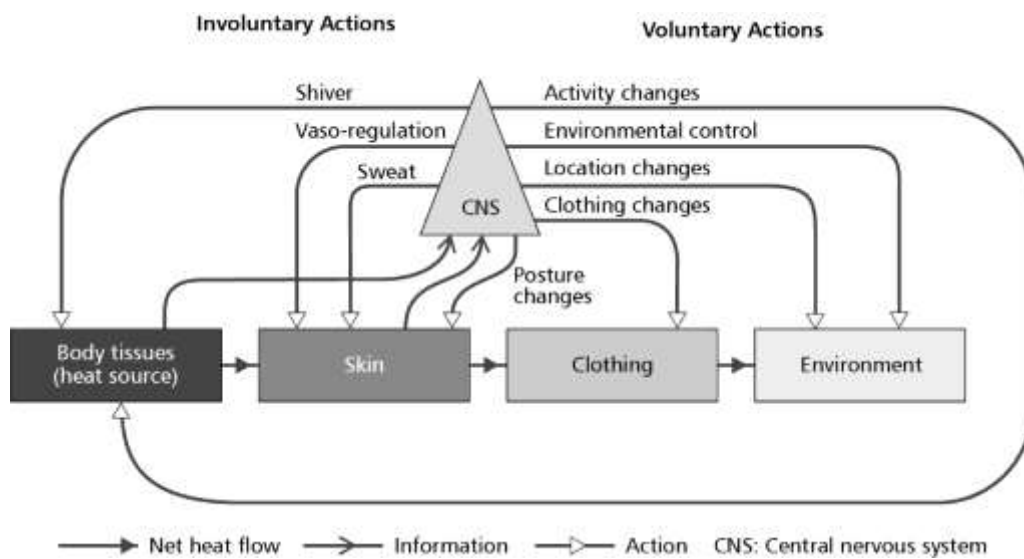 Involuntary Actions
Voluntary Actions
Shiver
Activity changes
Vaso-regulation
Environmental control
Sweat
Location changes
CNS
Clothing changes
Posture
changes
Body tissues
(heat source)
Skin
Clothing
Environment
Net heat flow
Information
Action
CNS: Central nervous system